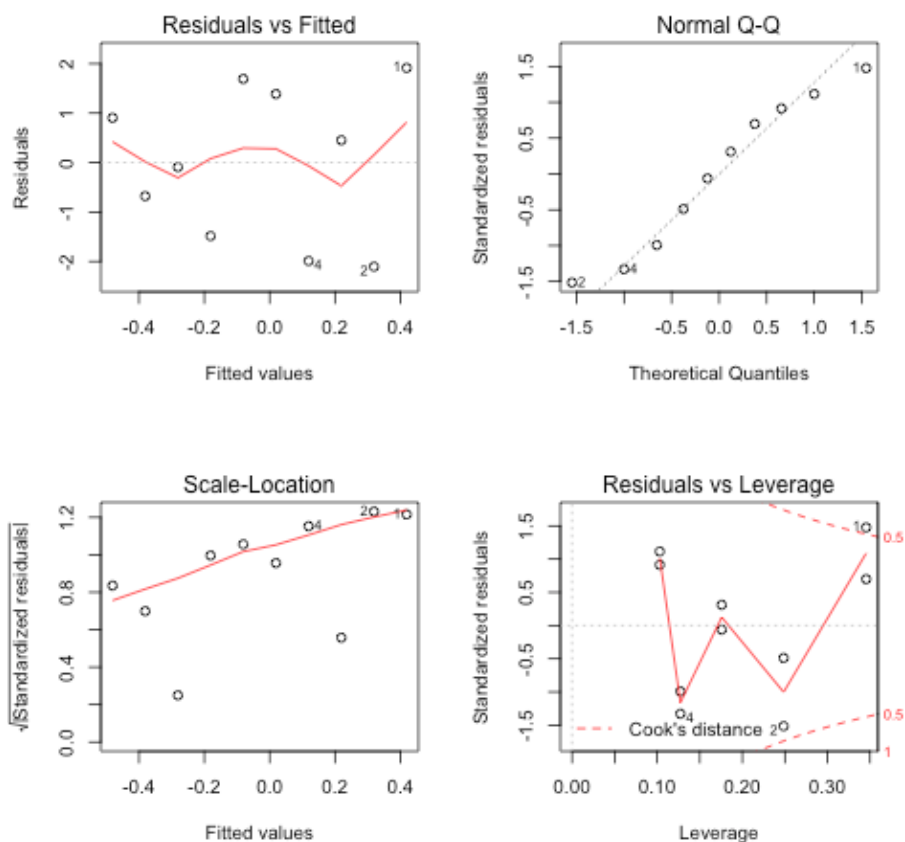 Residuals vs Fitted
Residuals
2
1
0
-1
-2
1
4
2
-0.4 -0.2 0.0 0.2 0.4
Fitted values
Normal Q-Q
Standardized residuals
1.5
0.5
-0.5
-1.5
1
4
2
-1.5 -0.5 0.0 0.5 1.0 1.5
Theoretical Quantiles
Scale-Location
√|Standardized residuals|
1.2
0.8
0.4
0.0
2
1
4
-0.4 -0.2 0.0 0.2 0.4
Fitted values
Residuals vs Leverage
Standardized residuals
1.5
0.5
-0.5
-1.5
1
0.5
4
0.5
Cook's distance
2
1
0.00 0.10 0.20 0.30
Leverage